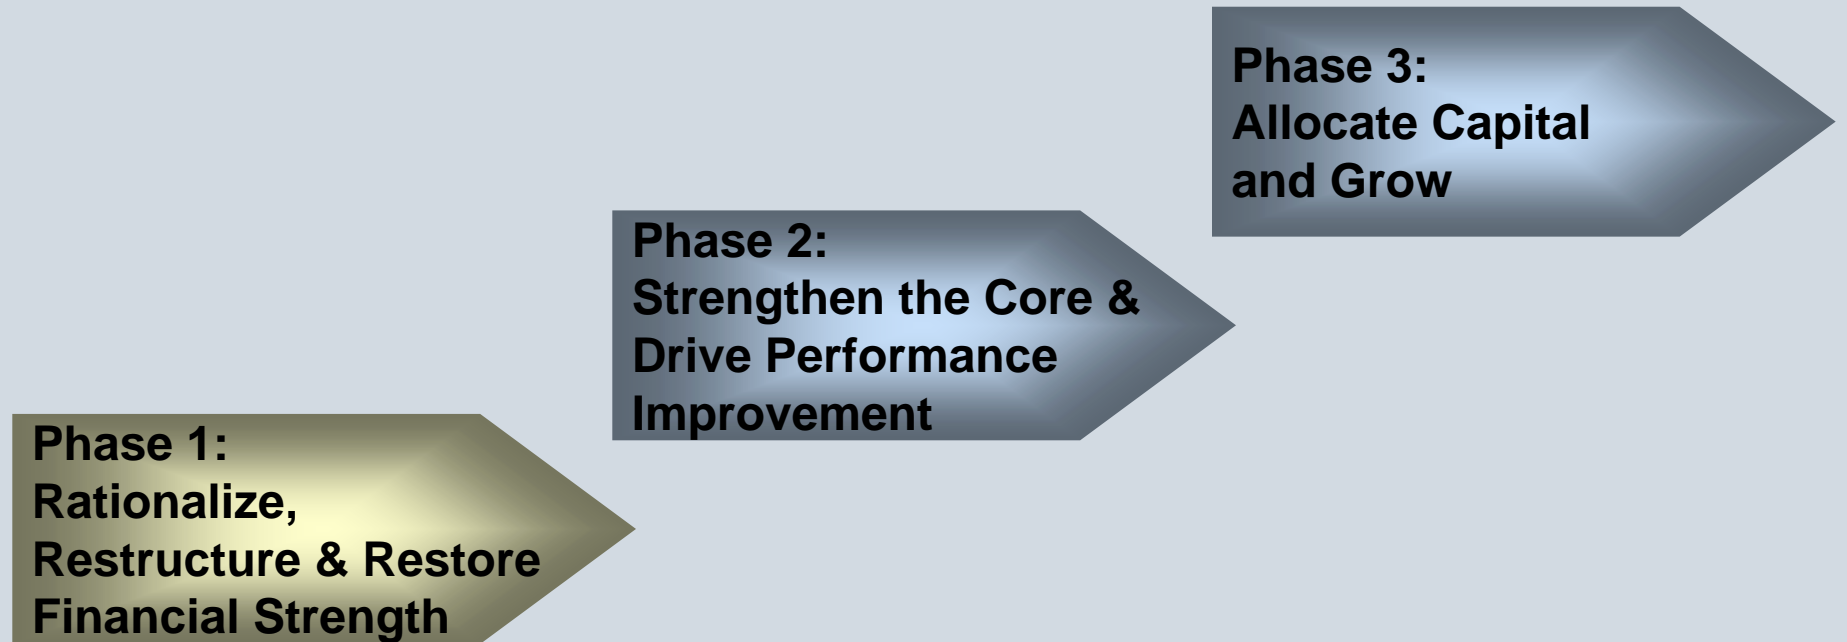 Phase 3:
Allocate Capital
and Grow
Phase 2:
Strengthen the Core &
Drive Performance
Improvement
Phase 1:
Rationalize,
Restructure & Restore
Financial Strength